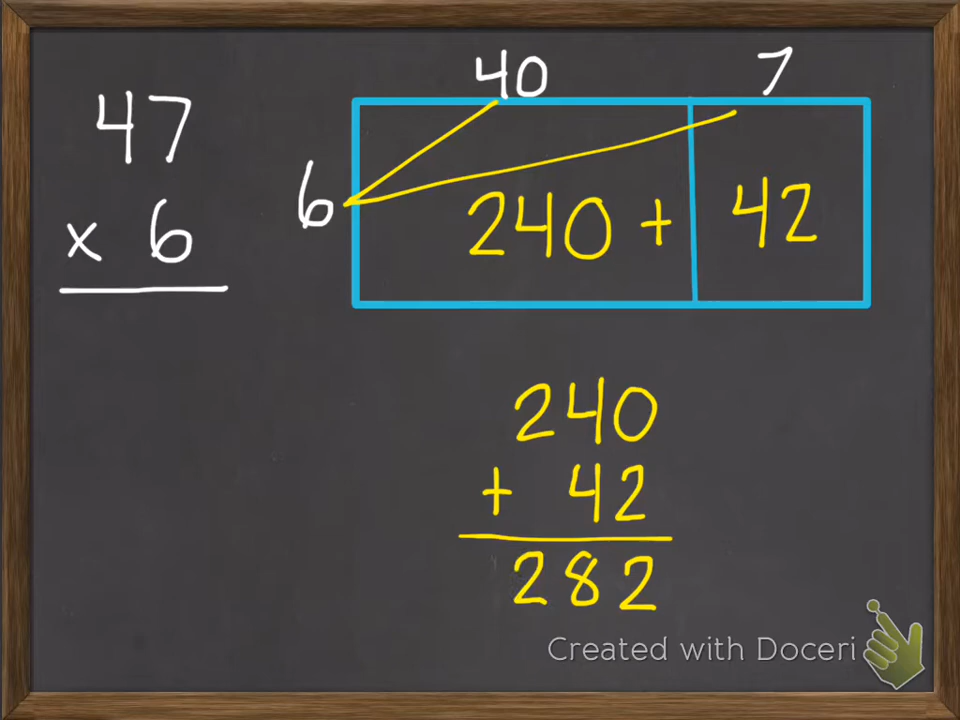 47
x 6
40 7
6
240 + 42
240
+ 42
282
Created with Doceri